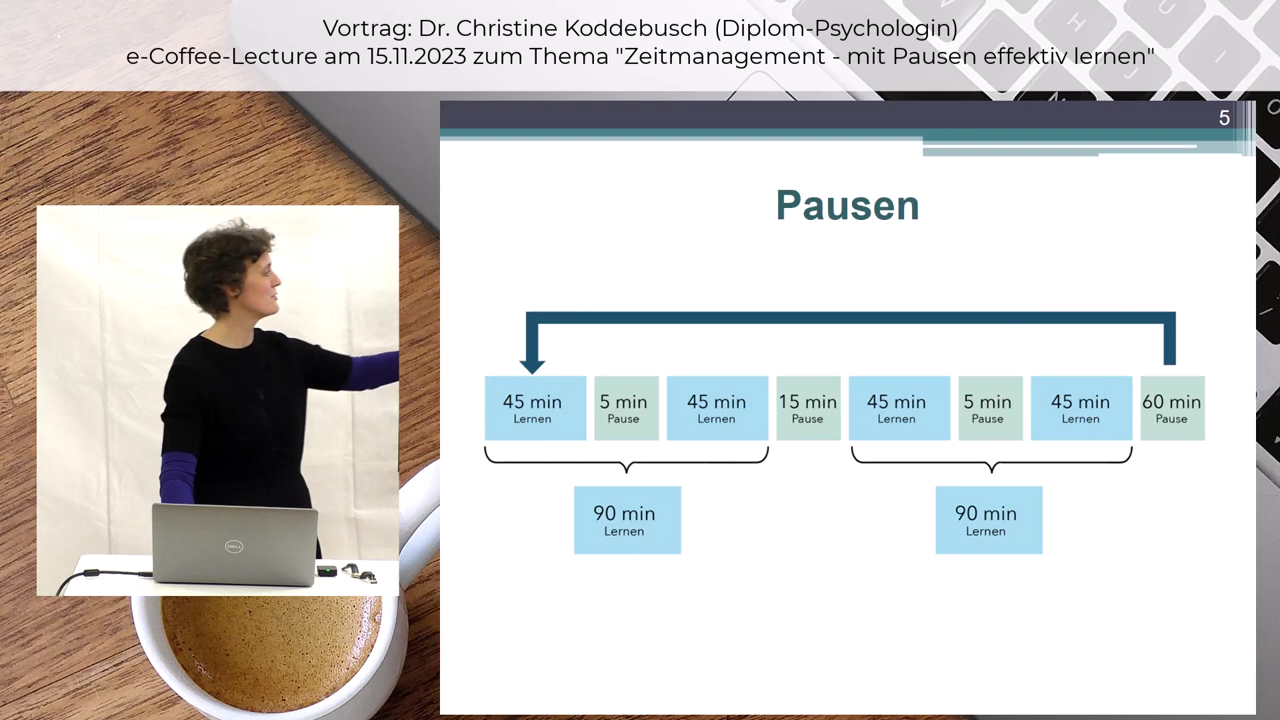 Vortrag: Dr. Christine Koddebusch (Diplom-Psychologin)
e-Coffee-Lecture am 15.11.2023 zum Thema "Zeitmanagement - mit Pausen effektiv lernen"
5
Pausen
45 min
Lernen
5 min
Pause
45 min
Lernen
15 min
Pause
45 min
Lernen
5 min
Pause
45 min
Lernen
60 min
Pause
90 min
Lernen
90 min
Lernen
DELL